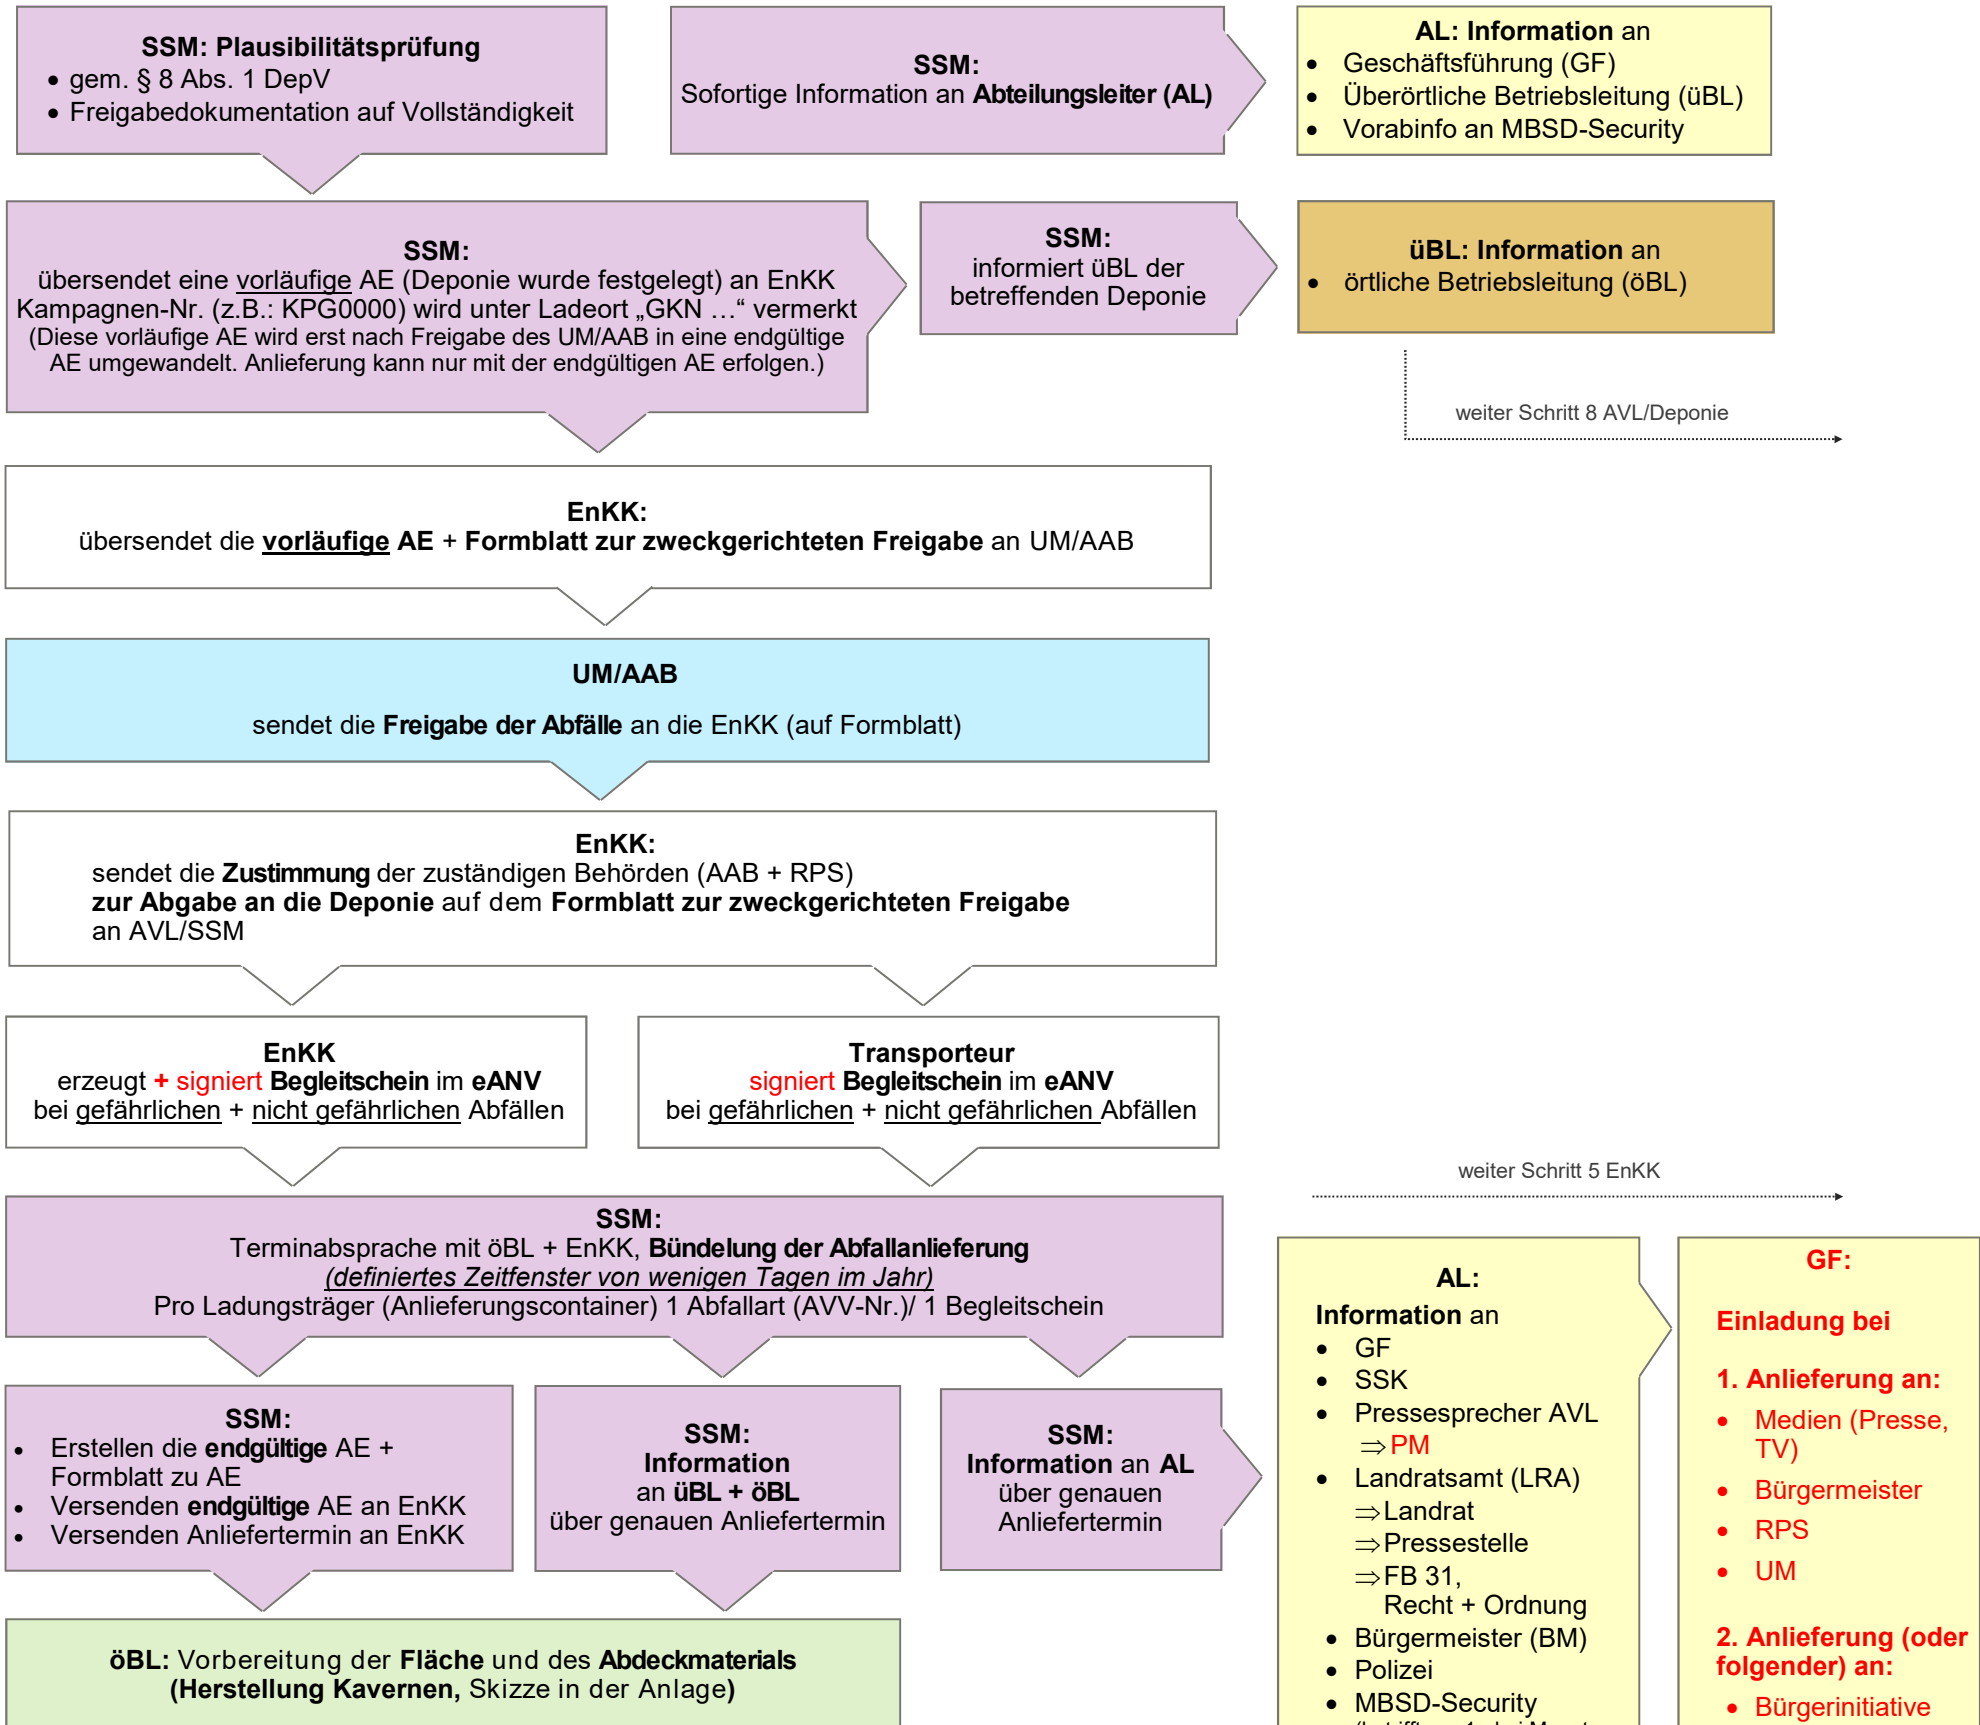 SSM: Plausibilitätsprüfung
• gem. § 8 Abs. 1 DepV
• Freigabedokumentation auf Vollständigkeit
SSM:
Sofortige Information an Abteilungsleiter (AL)
AL: Information an
• Geschäftsführung (GF)
• Überörtliche Betriebsleitung (üBL)
• Vorabinfo an MBSD-Security
SSM:
übersendet eine vorläufige AE (Deponie wurde festgelegt) an EnKK
Kampagnen-Nr. (z.B.: KPG0000) wird unter Ladeort „GKN …“ vermerkt
(Diese vorläufige AE wird erst nach Freigabe des UM/AAB in eine endgültige
AE umgewandelt. Anlieferung kann nur mit der endgültigen AE erfolgen.)
SSM:
informiert üBL der
betreffenden Deponie
üBL: Information an
• örtliche Betriebsleitung (öBL)
weiter Schritt 8 AVL/Deponie
EnKK:
übersendet die vorläufige AE + Formblatt zur zweckgerichteten Freigabe an UM/AAB
UM/AAB
sendet die Freigabe der Abfälle an die EnKK (auf Formblatt)
EnKK:
sendet die Zustimmung der zuständigen Behörden (AAB + RPS)
zur Abgabe an die Deponie auf dem Formblatt zur zweckgerichteten Freigabe
an AVL/SSM
EnKK
erzeugt + signiert Begleitschein im eANV
bei gefährlichen + nicht gefährlichen Abfällen
Transporteur
signiert Begleitschein im eANV
bei gefährlichen + nicht gefährlichen Abfällen
weiter Schritt 5 EnKK
SSM:
Terminabsprache mit öBL + EnKK, Bündelung der Abfallanlieferung
(definiertes Zeitfenster von wenigen Tagen im Jahr)
Pro Ladungsträger (Anlieferungscontainer) 1 Abfallart (AVV-Nr.)/ 1 Begleitschein
SSM:
• Erstellen die endgültige AE +
Formblatt zu AE
• Versenden endgültige AE an EnKK
• Versenden Anliefertermin an EnKK
SSM:
Information
an üBL + öBL
über genauen Anliefertermin
SSM:
Information an AL
über genauen
Anliefertermin
AL:
Information an
• GF
• SSK
• Pressesprecher AVL
⇒ PM
• Landratsamt (LRA)
⇒ Landrat
⇒ Pressestelle
⇒ FB 31,
Recht + Ordnung
• Bürgermeister (BM)
• Polizei
• MBSD-Security
GF:
Einladung bei
1. Anlieferung an:
• Medien (Presse,
TV)
• Bürgermeister
• RPS
• UM
2. Anlieferung (oder
folgender) an:
• Bürgerinitiative
öBL: Vorbereitung der Fläche und des Abdeckmaterials
(Herstellung Kavernen, Skizze in der Anlage)